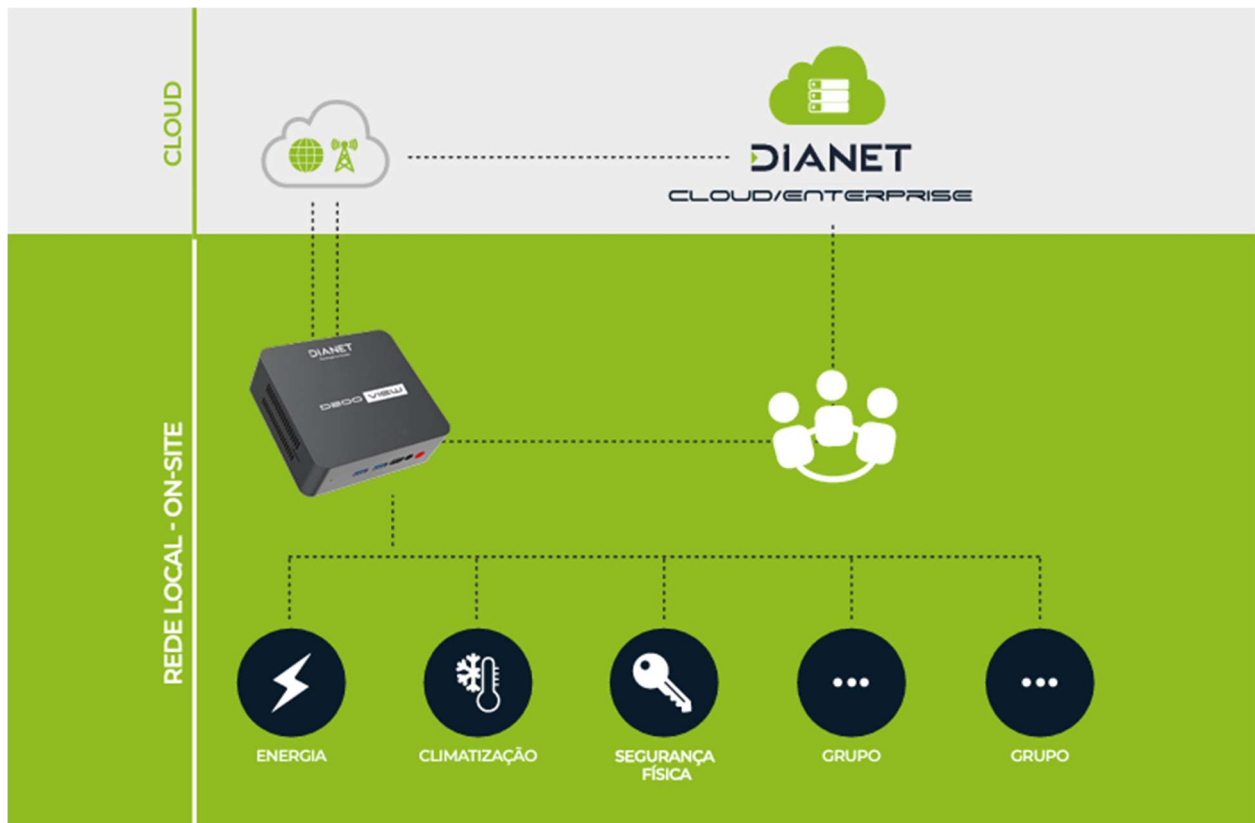 CLOUD
DIANET
CLOUD/ENTERPRISE
DIANET
D200 VIEW
REDE LOCAL - ON-SITE
ENERGIA
CLIMATIZAÇÃO
SEGURANÇA
FÍSICA
GRUPO
GRUPO